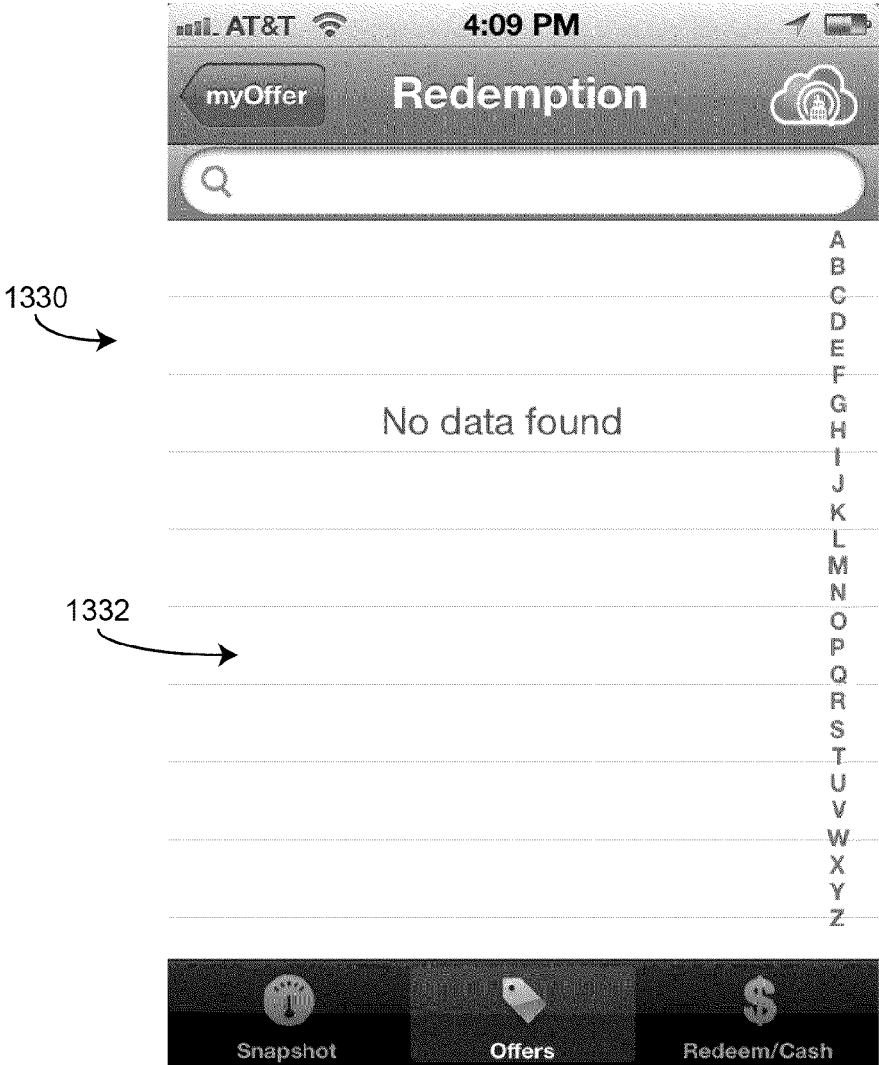 AT&T 4:09 PM
myOffer Redemption
A
B
1330
C
D
E
F
No data found
G
H
I
J
K
L
M
N
1332
O
P
Q
R
S
T
U
V
W
X
Y
Z
Snapshot Offers Redeem/Cash